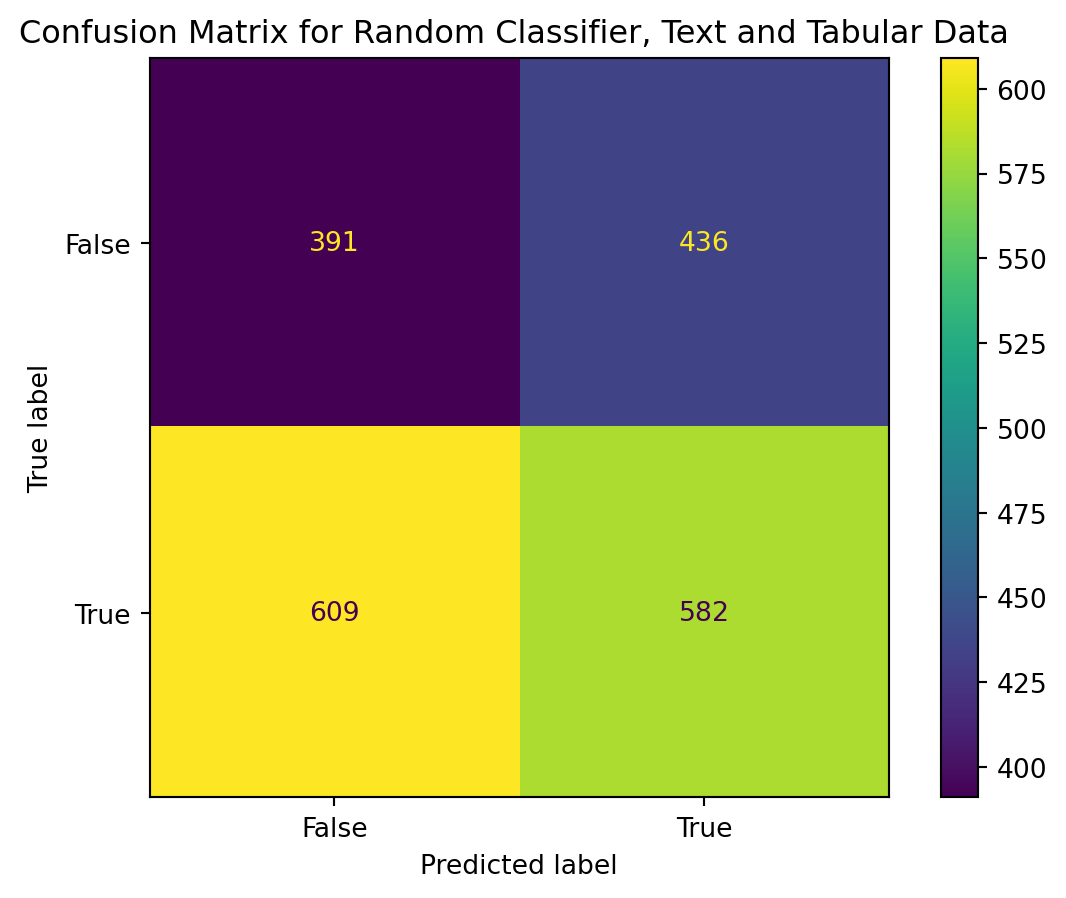 Confusion Matrix for Random Classifier, Text and Tabular Data
False
391
436
True
609
582
False
True
Predicted label
True label
600
575
550
525
500
475
450
425
400